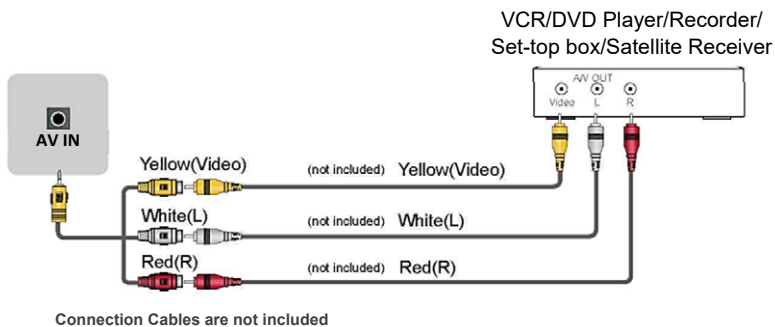 VCR/DVD Player/Recorder/
Set-top box/Satellite Receiver
A/V OUT
Video L R
AV IN
Yellow(Video) (not included) Yellow(Video)
White(L) (not included) White(L)
Red(R) (not included) Red(R)
Connection Cables are not included